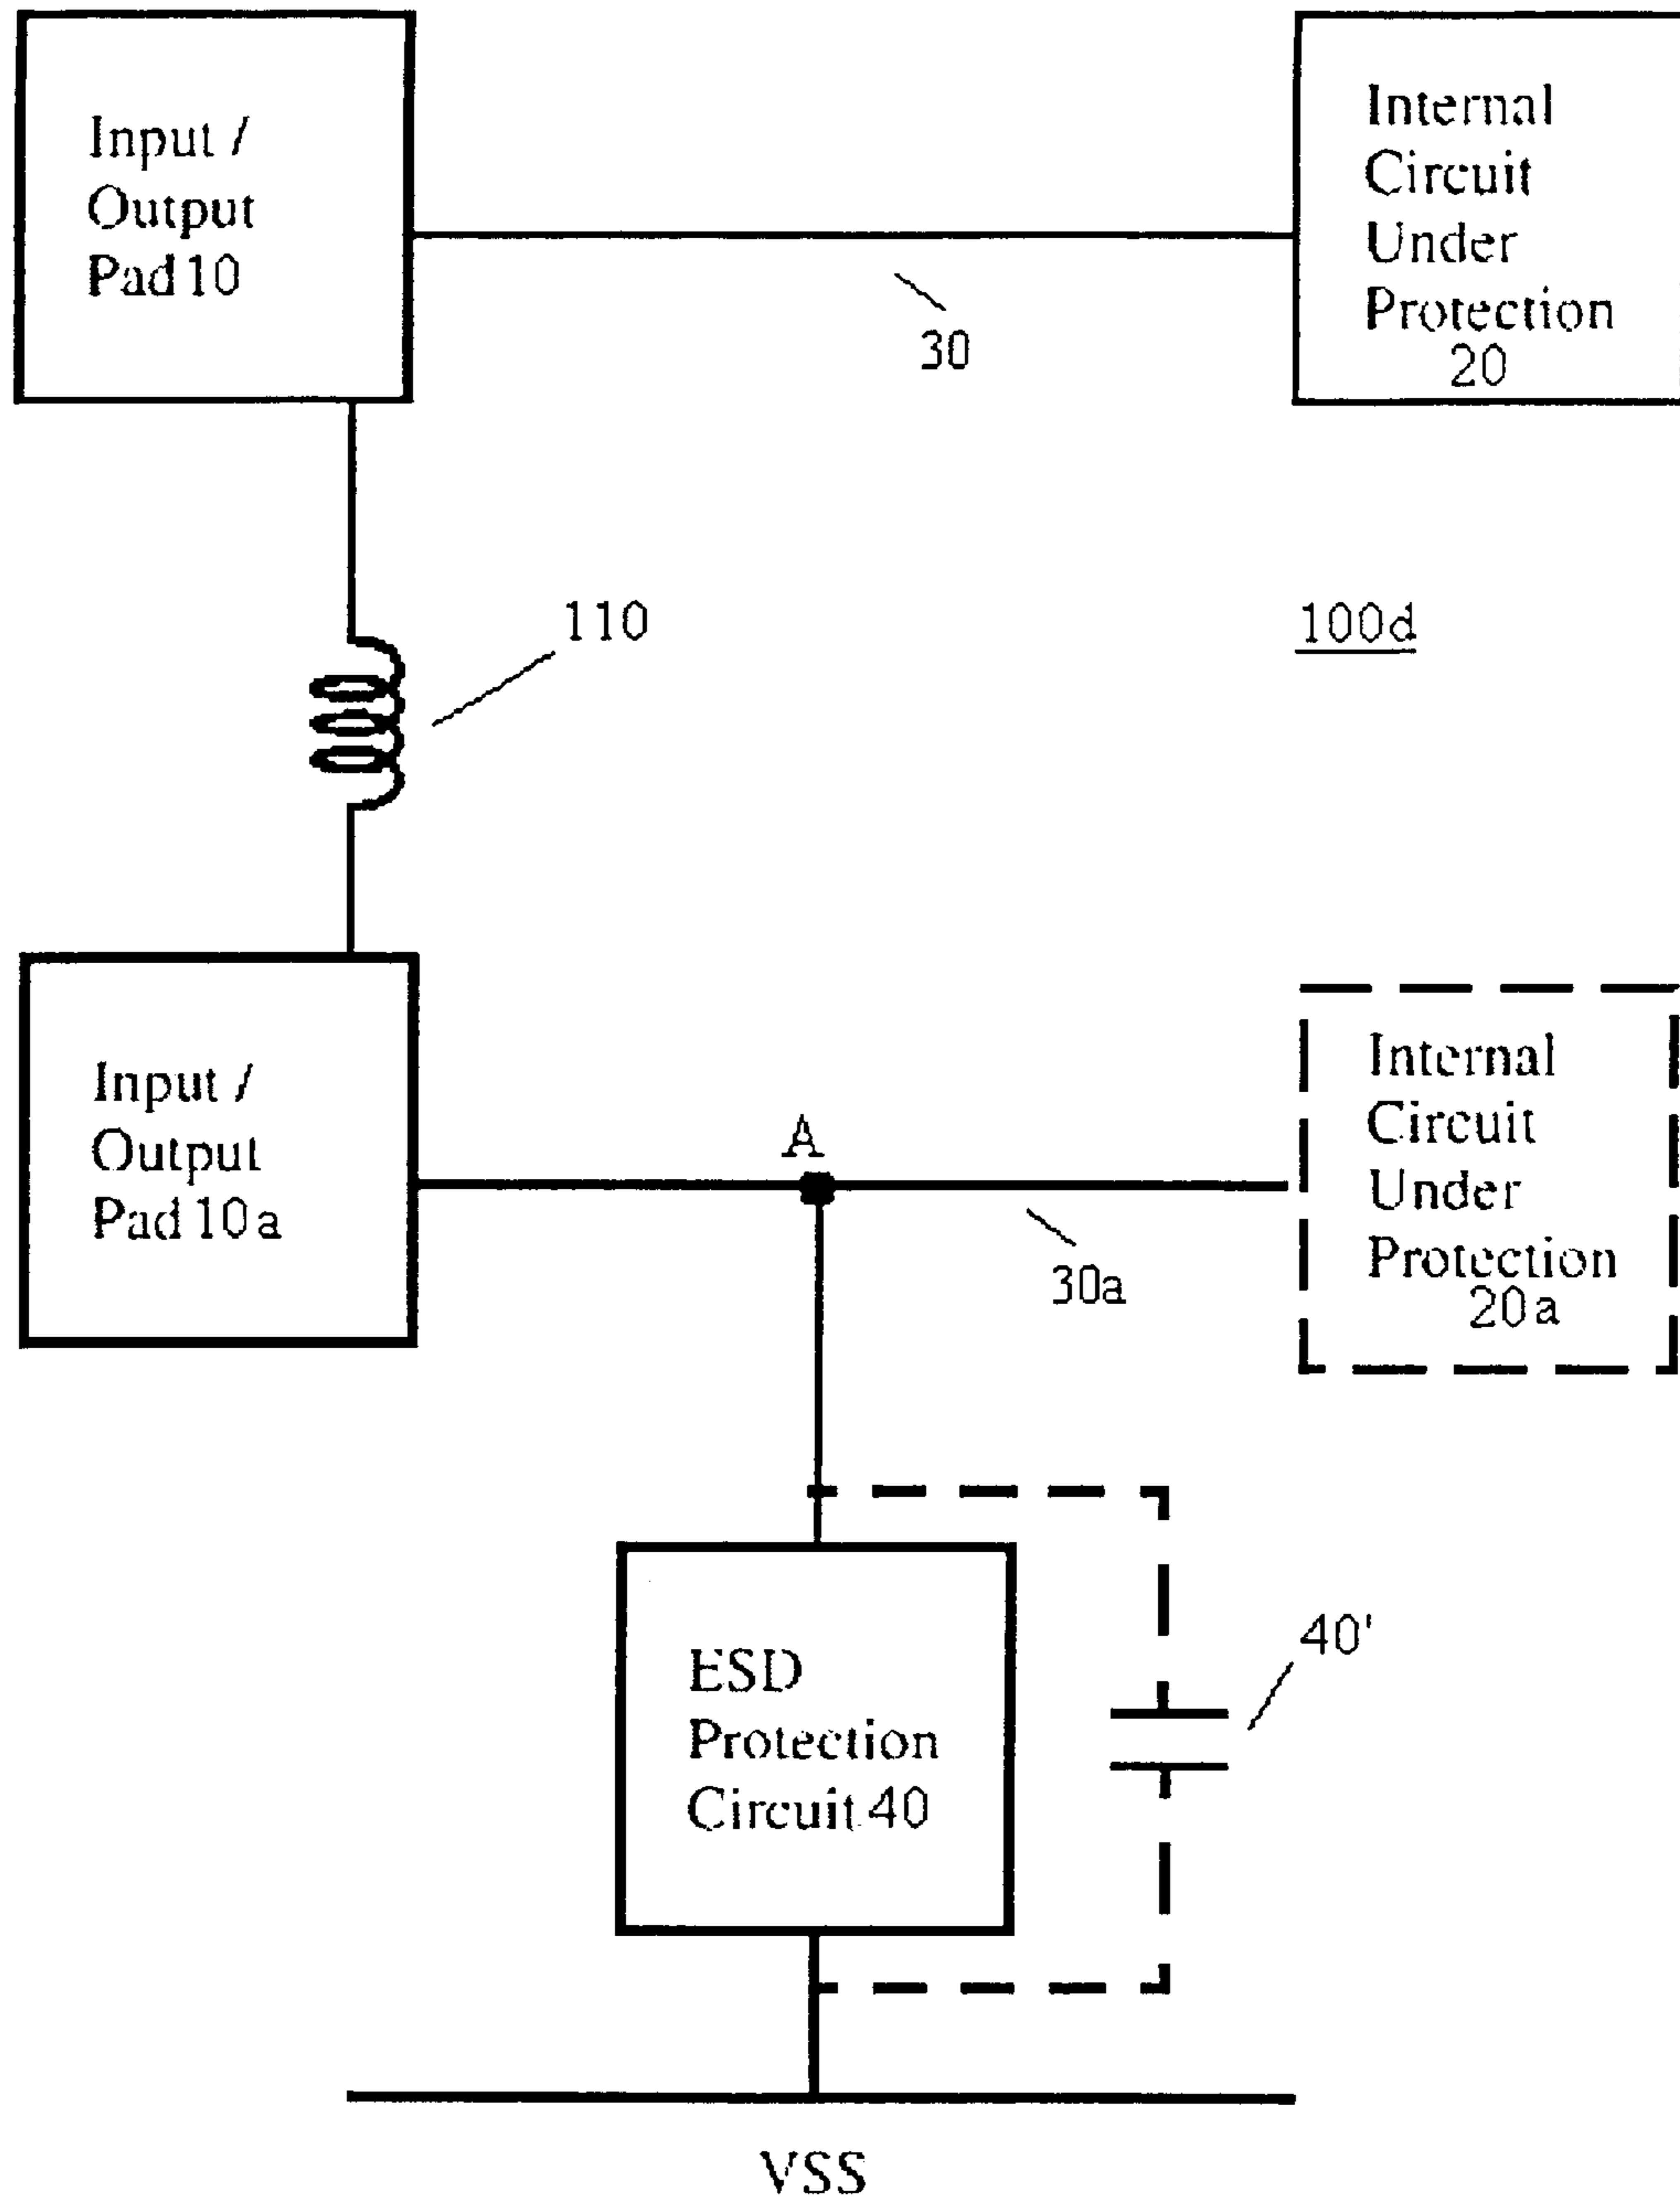 Input /
Output
Pad 10
Internal
Circuit
Under
Protection
20
30
110
100d
Input /
Output
Pad 10a
A
30a
Internal
Circuit
Under
Protection
20a
ESD
Protection
Circuit 40
40'
VSS